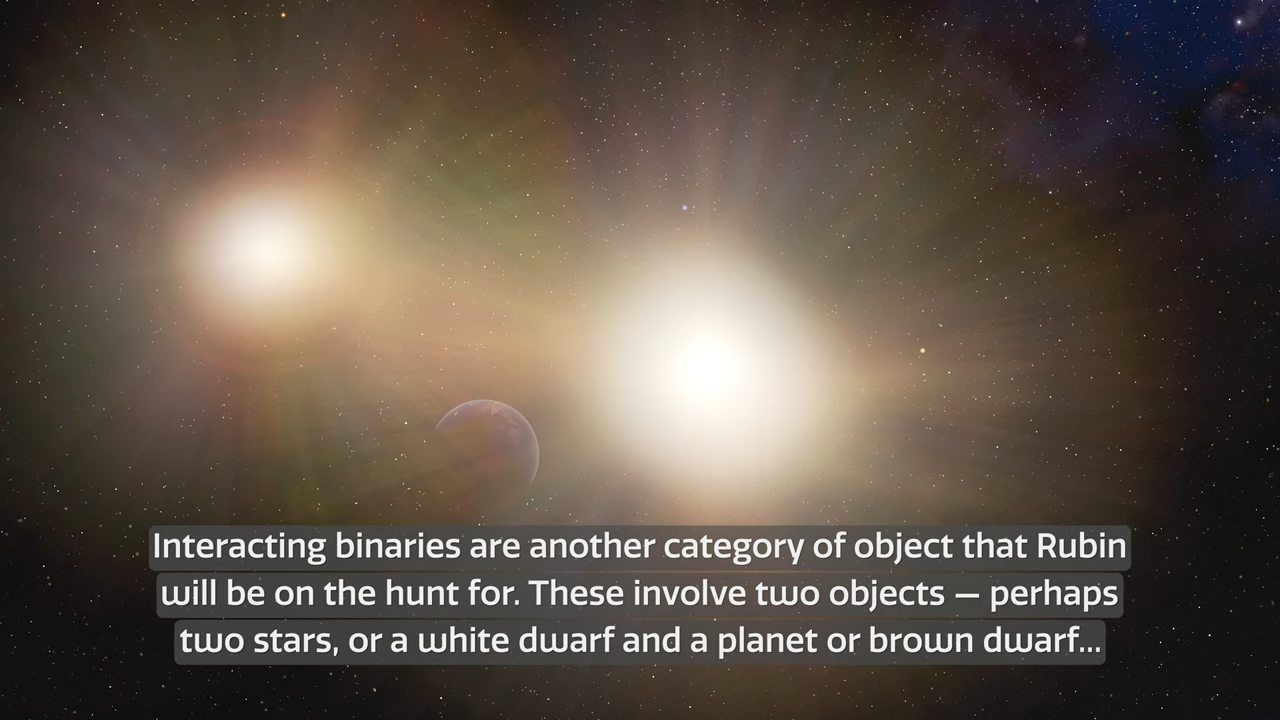 Interacting binaries are another category of object that Rubin
will be on the hunt for. These involve two objects — perhaps
two stars, or a white dwarf and a planet or brown dwarf...